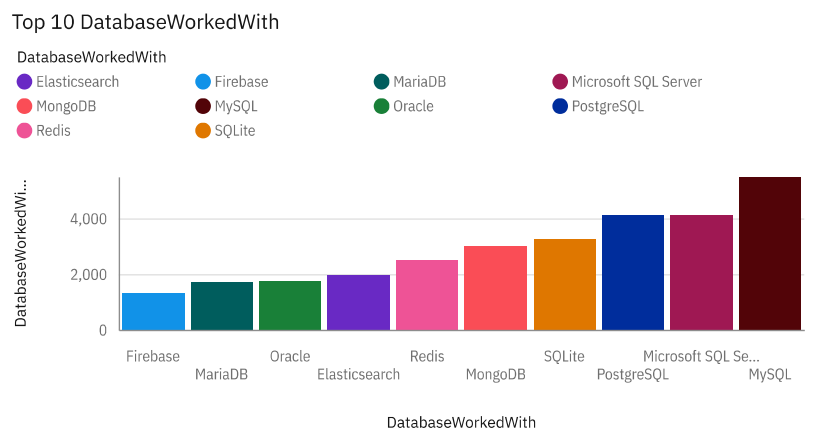 Top 10 DatabaseWorkedWith
DatabaseWorkedWith
Elasticsearch Firebase MariaDB Microsoft SQL Server
MongoDB MySQL Oracle PostgreSQL
Redis SQLite
DatabaseWorkedWi...
4,000
2,000
0
Firebase Oracle Redis SQLite Microsoft SQL Se...
MariaDB Elasticsearch MongoDB PostgreSQL MySQL
DatabaseWorkedWith